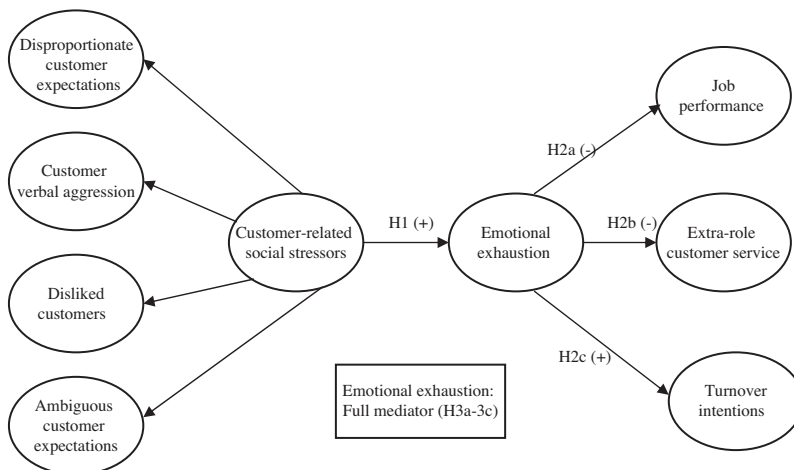 Disproportionate
customer
expectations
Customer
verbal aggression
Disliked
customers
Ambiguous
customer
expectations
Customer-related
social stressors
H1 (+)
Emotional
exhaustion
H2a (-)
H2b (-)
H2c (+)
Job
performance
Extra-role
customer service
Turnover
intentions
Emotional exhaustion:
Full mediator (H3a-3c)